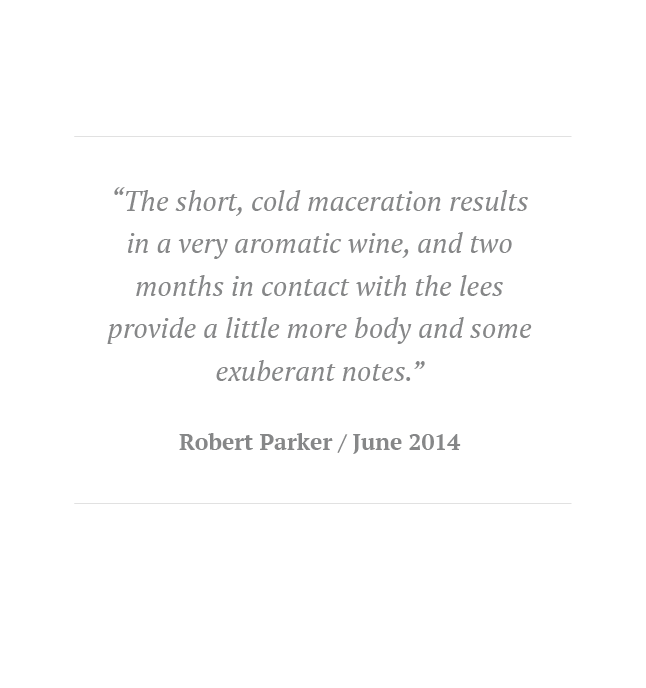 “The short, cold maceration results
in a very aromatic wine, and two
months in contact with the lees
provide a little more body and some
exuberant notes.”
Robert Parker / June 2014